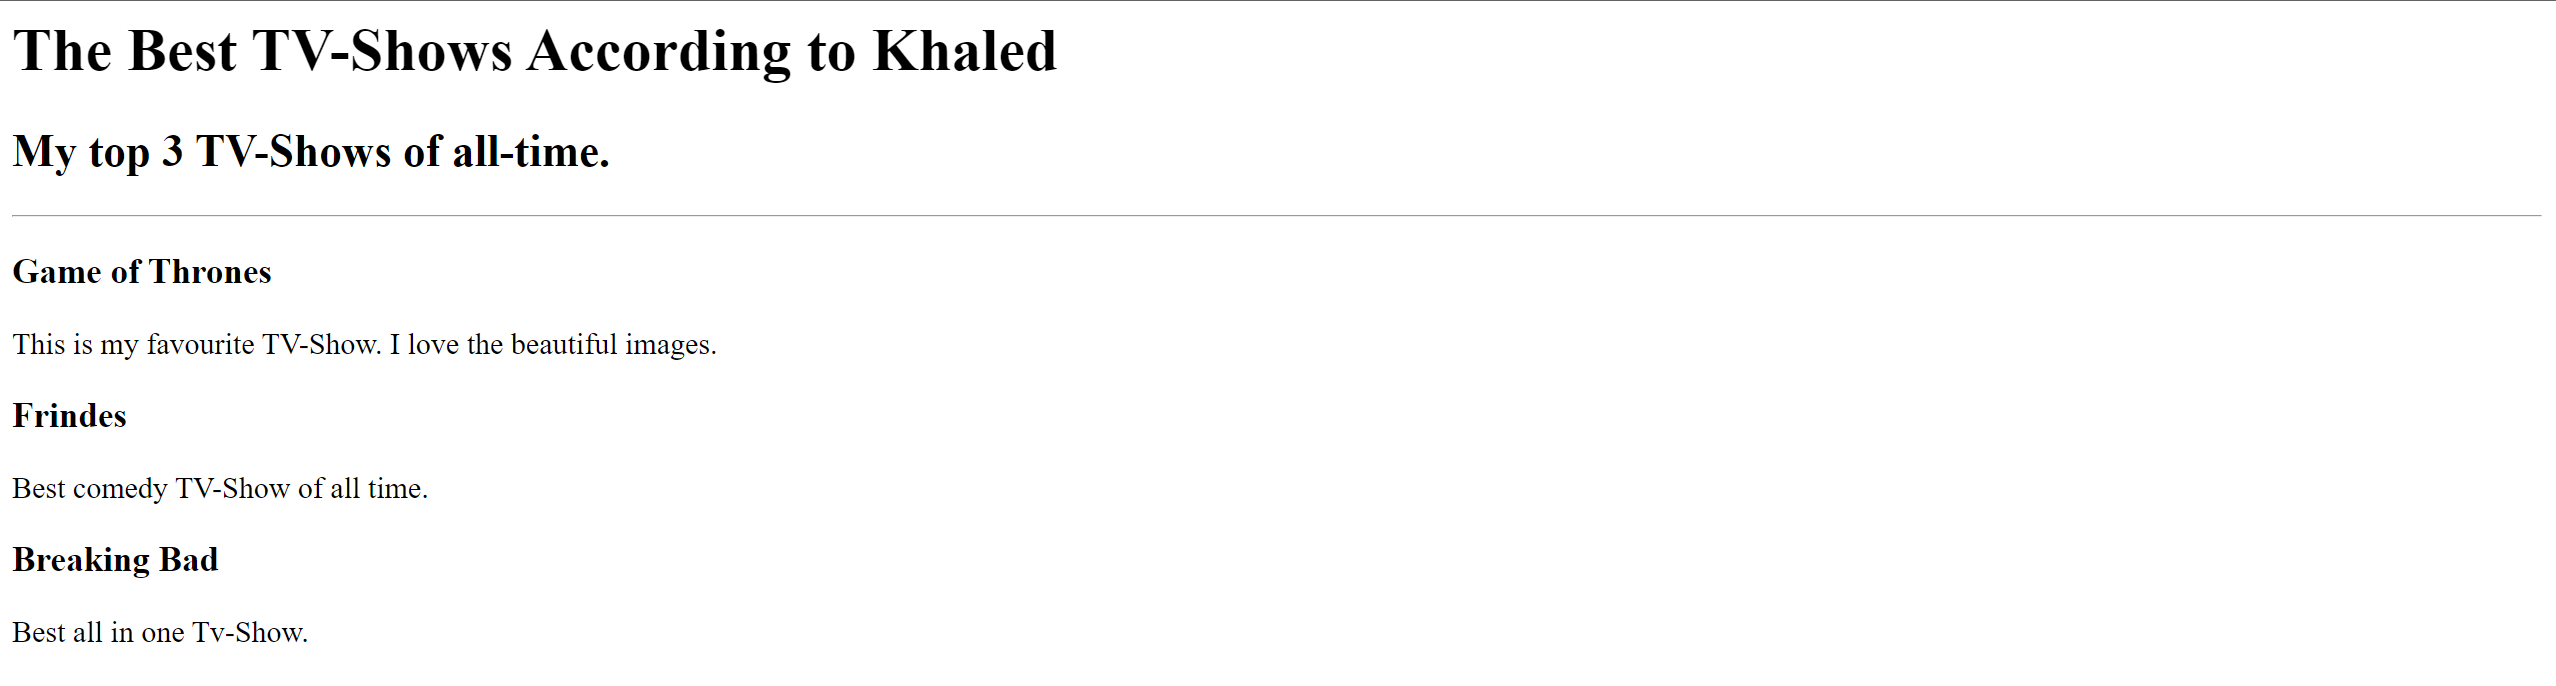 The Best TV-Shows According to Khaled
My top 3 TV-Shows of all-time.
Game of Thrones
This is my favourite TV-Show. I love the beautiful images.
Frindes
Best comedy TV-Show of all time.
Breaking Bad
Best all in one Tv-Show.